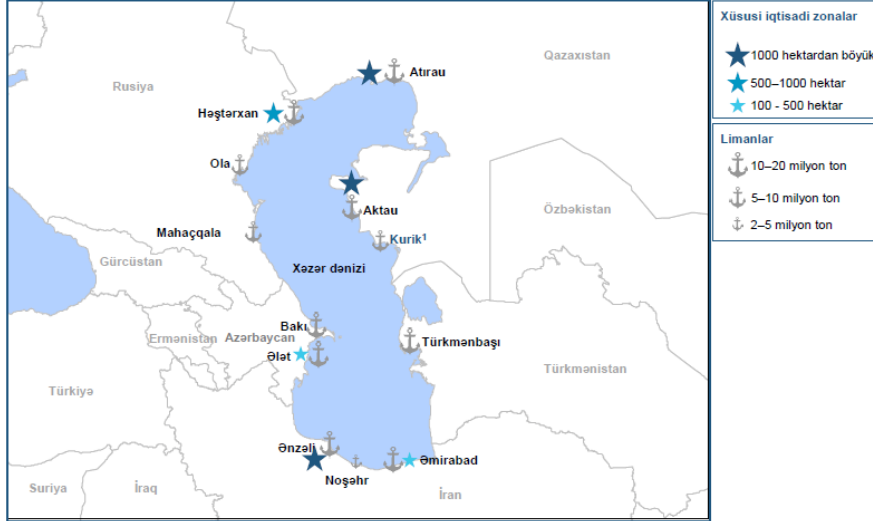 Xüsusi iqtisadi zonalar
1000 hektardan böyük
500–1000 hektar
100 - 500 hektar
Limanlar
10–20 milyon ton
5–10 milyon ton
2–5 milyon ton
Qazaxıstan
Atırau
Rusiya
Həştərxan
Ola
Aktau
Özbəkistan
Mahaçqala
Kurik¹
Gürcüstan
Xəzər dənizi
Bakı
Ermənistan
Azərbaycan
Türkmənbaşı
Ələt
Türkmənistan
Türkiyə
Ənzəli
Əmirabad
Noşəhr
Suriya
İraq
İran